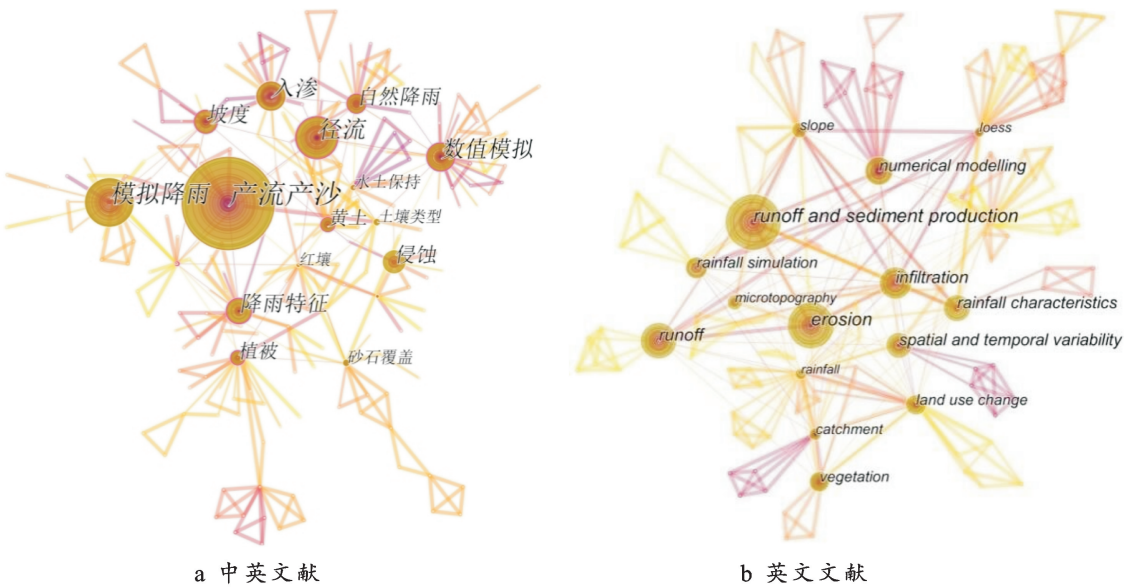 入渗
自然降雨
坡度
径流
数值模拟
水土保持
模拟降雨
产流产沙
黄土
土壤类型
侵蚀
红壤
降雨特征
植被
砂石覆盖
a 中英文献
slope
loess
numerical modelling
runoff and sediment production
rainfall simulation
infiltration
microtopography
rainfall characteristics
erosion
runoff
spatial and temporal variability
rainfall
land use change
catchment
vegetation
b 英文文献